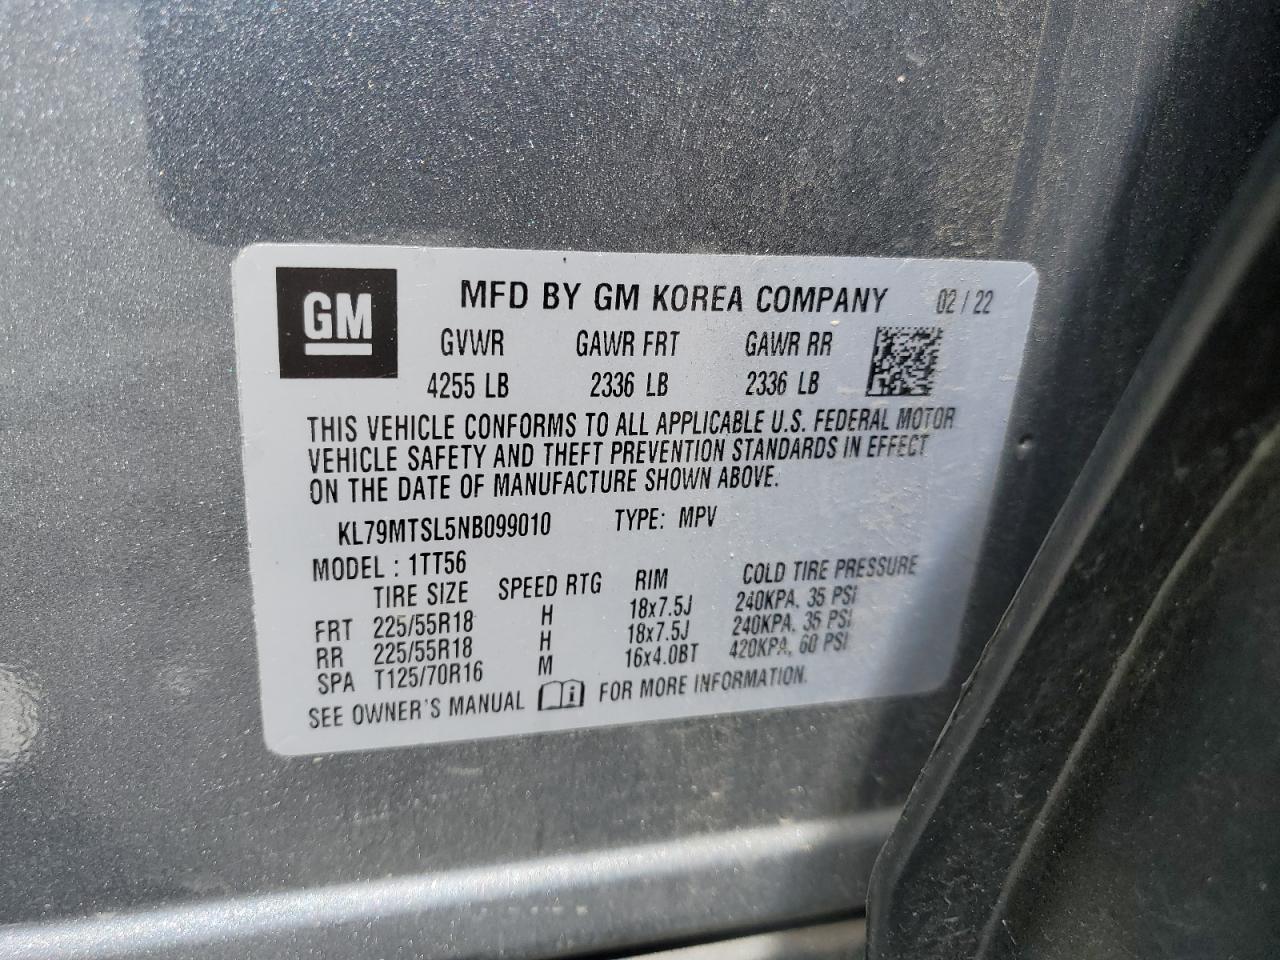 GM
MFD BY GM KOREA COMPANY 02 / 22
GVWR GAWR FRT GAWR RR
4255 LB 2336 LB 2336 LB
THIS VEHICLE CONFORMS TO ALL APPLICABLE U.S. FEDERAL MOTOR
VEHICLE SAFETY AND THEFT PREVENTION STANDARDS IN EFFECT
ON THE DATE OF MANUFACTURE SHOWN ABOVE.
KL79MTSL5NB099010 TYPE: MPV
MODEL : 1TT56
TIRE SIZE SPEED RTG RIM COLD TIRE PRESSURE
FRT 225/55R18 H 18x7.5J 240KPA, 35 PSI
RR 225/55R18 H 18x7.5J 240KPA, 35 PSI
SPA T125/70R16 M 16x4.0BT 420KPA, 60 PSI
SEE OWNER'S MANUAL i FOR MORE INFORMATION.